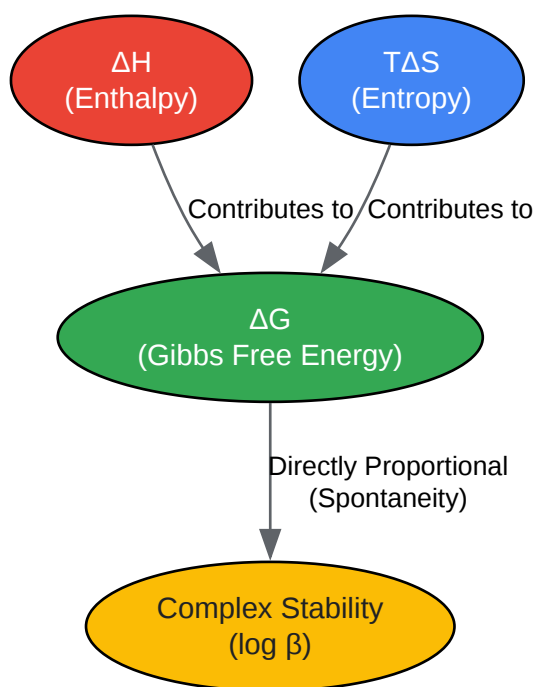 ΔH
(Enthalpy)
TΔS
(Entropy)
Contributes to
Contributes to
ΔG
(Gibbs Free Energy)
Directly Proportional
(Spontaneity)
Complex Stability
(log β)